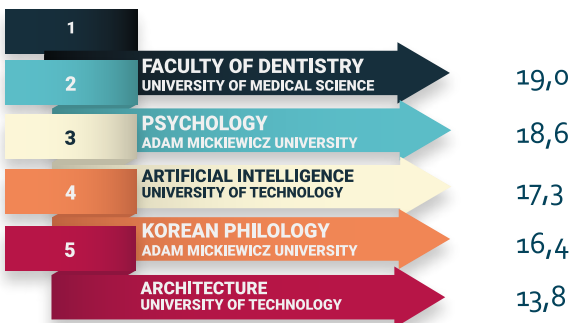 1
FACULTY OF DENTISTRY
UNIVERSITY OF MEDICAL SCIENCE
19,0
2
PSYCHOLOGY
ADAM MICKIEWICZ UNIVERSITY
18,6
3
ARTIFICIAL INTELLIGENCE
UNIVERSITY OF TECHNOLOGY
17,3
4
KOREAN PHILOLOGY
ADAM MICKIEWICZ UNIVERSITY
16,4
5
ARCHITECTURE
UNIVERSITY OF TECHNOLOGY
13,8